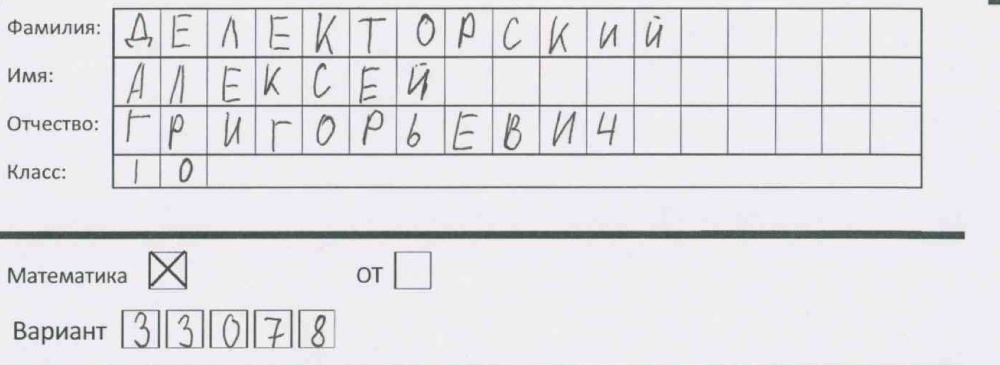 Фамилия: ДЕЛЕКТОРСКИЙ
Имя: АЛЕКСЕЙ
Отчество: ГРИГОРЬЕВИЧ
Класс: 10
Математика ☒ ОТ ☐
Вариант 33078